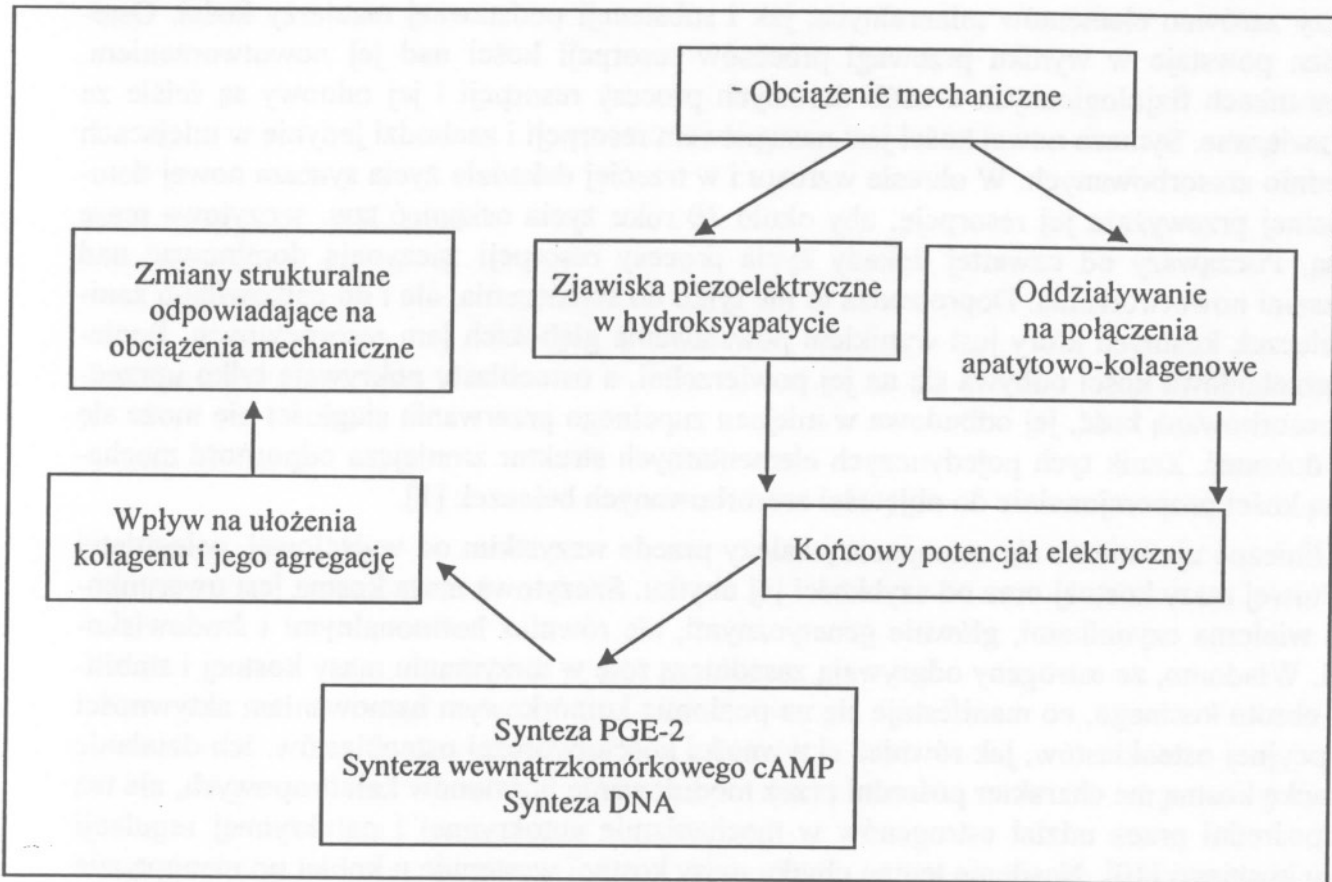 Obciążenie mechaniczne
Zmiany strukturalne
odpowiadające na
obciążenia mechaniczne
Zjawiska piezoelektryczne
w hydroksyapatycie
Oddziaływanie
na połączenia
apatytowo-kolagenowe
Wpływ na ułożenia
kolagenu i jego agregację
Końcowy potencjał elektryczny
Synteza PGE-2
Synteza wewnątrzkomórkowego cAMP
Synteza DNA